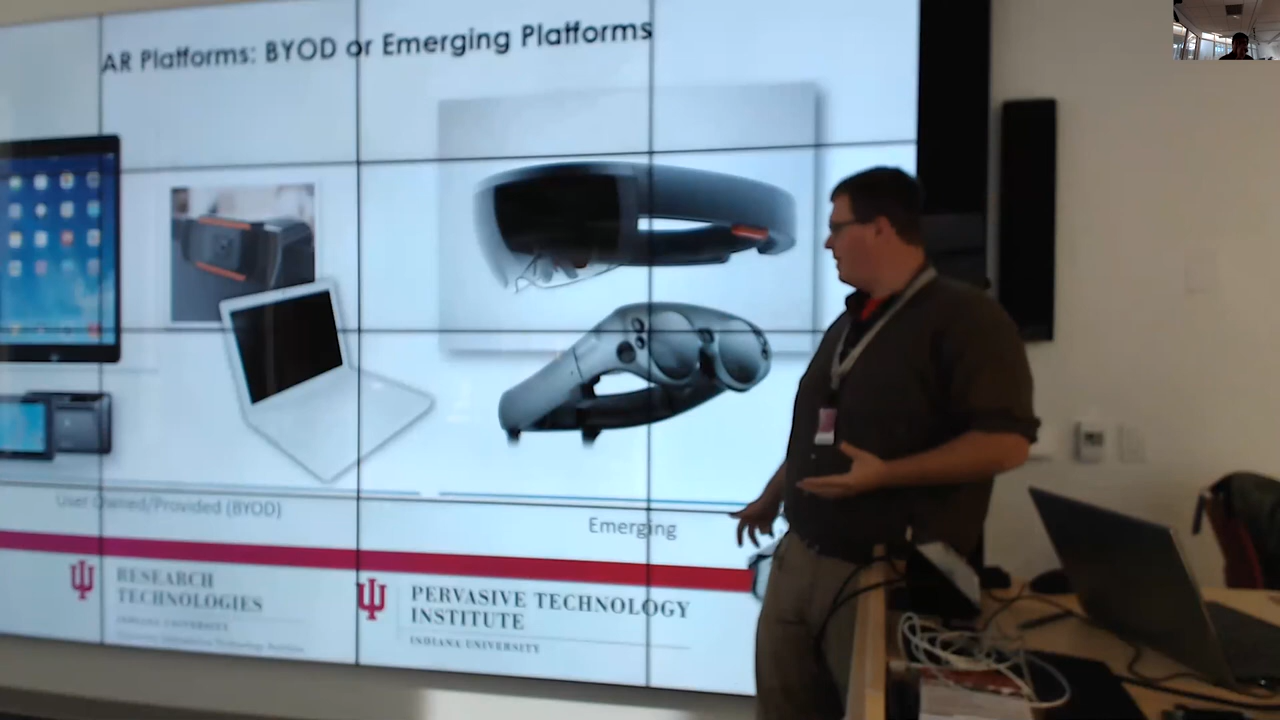 AR Platforms: BYOD or Emerging Platforms
User Owned/Provided (BYOD)
Emerging
RESEARCH
TECHNOLOGIES
INDIANA UNIVERSITY
PERVASIVE TECHNOLOGY
INSTITUTE
INDIANA UNIVERSITY